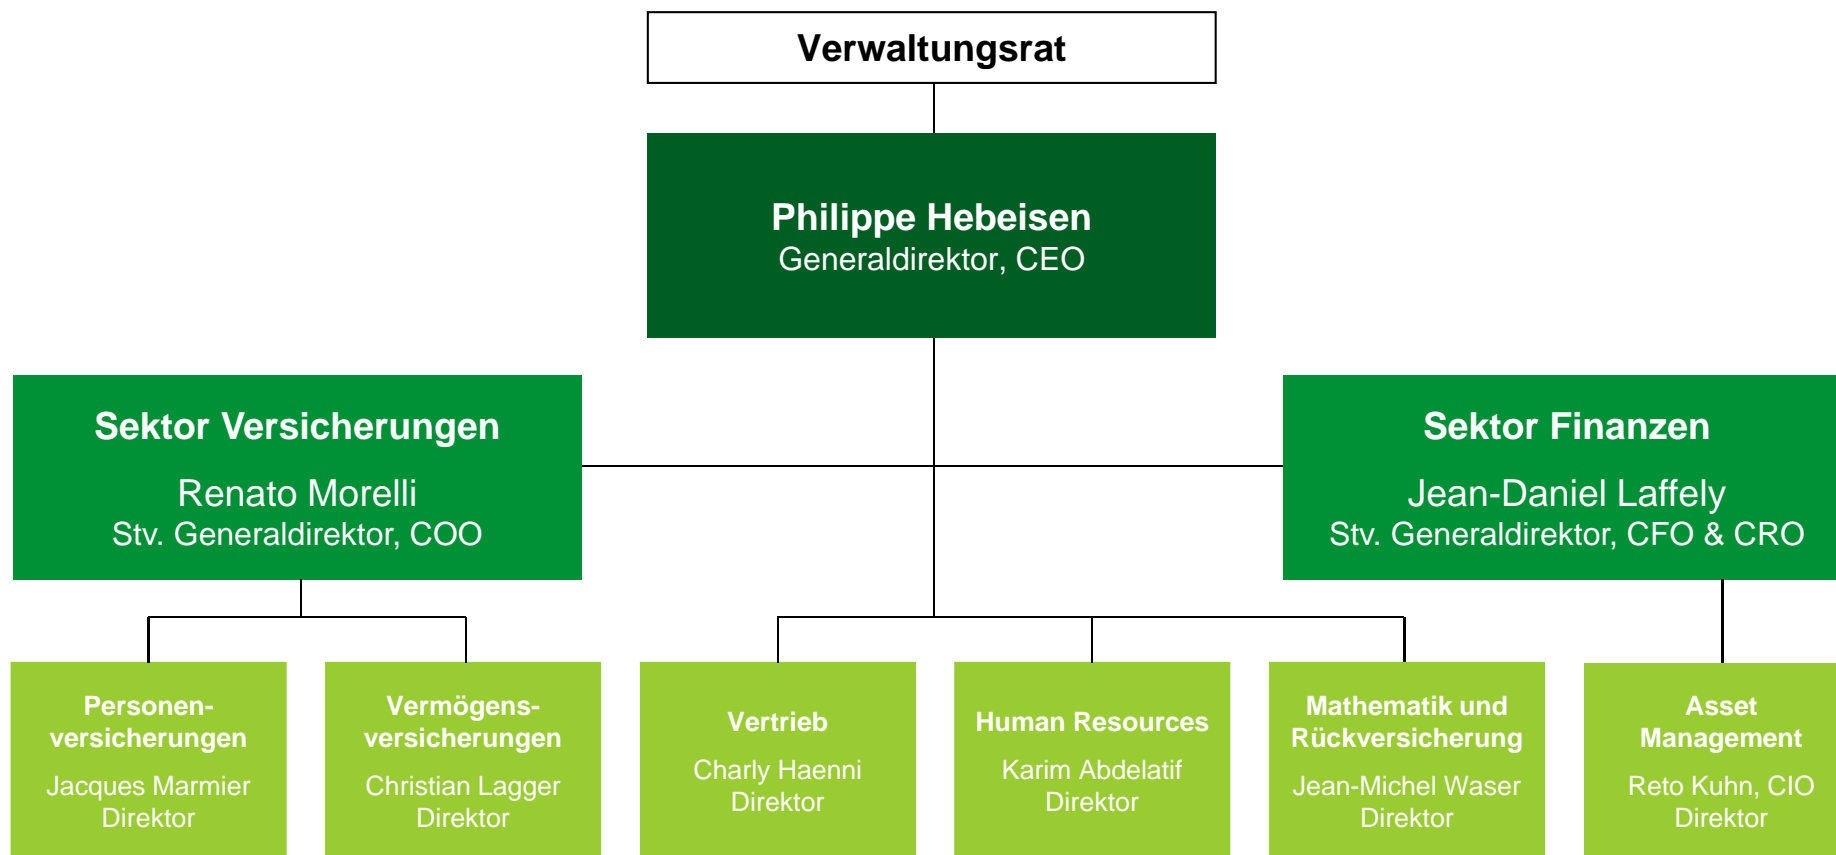 Verwaltungsrat
Philippe Hebeisen
Generaldirektor, CEO
Sektor Versicherungen
Renato Morelli
Stv. Generaldirektor, COO
Sektor Finanzen
Jean-Daniel Laffely
Stv. Generaldirektor, CFO & CRO
Personen-
versicherungen
Jacques Marmier
Direktor
Vermögens-
versicherungen
Christian Lagger
Direktor
Vertrieb
Charly Haenni
Direktor
Human Resources
Karim Abdelatif
Direktor
Mathematik und
Rückversicherung
Jean-Michel Waser
Direktor
Asset
Management
Reto Kuhn, CIO
Direktor